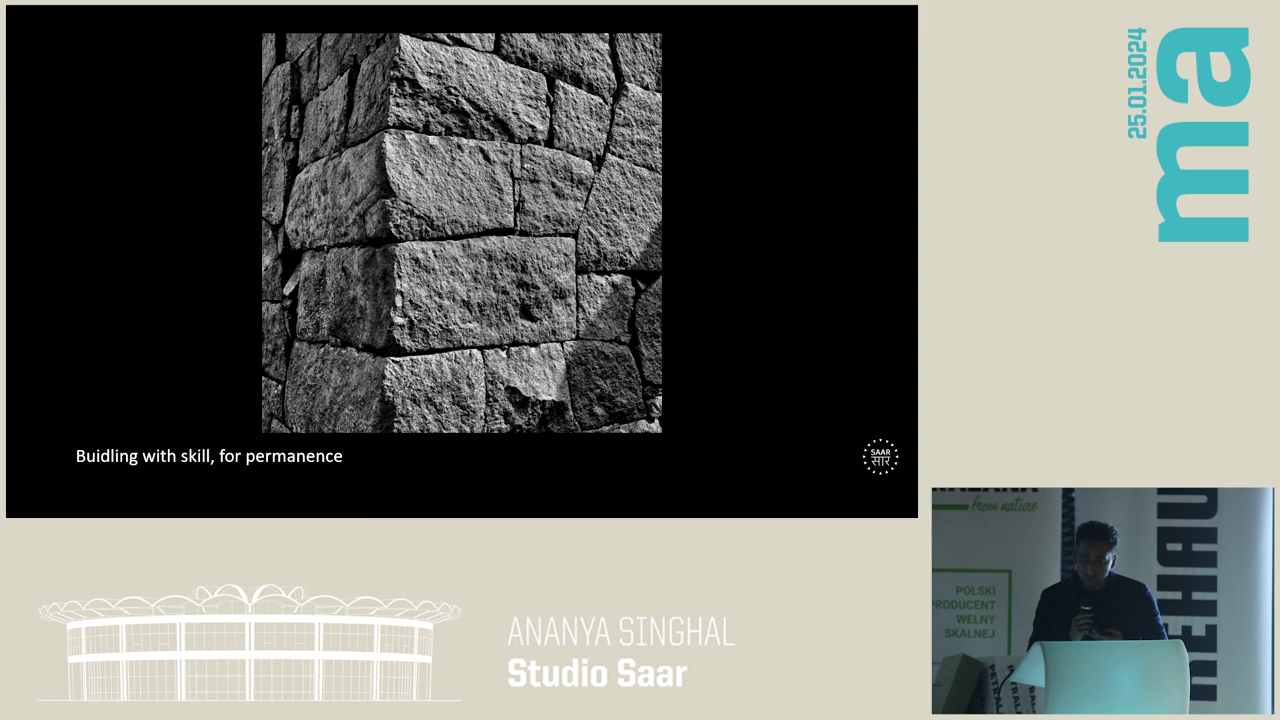 Buidling with skill, for permanence
SAAR
सार
25.01.2024
ma
ANANYA SINGHAL
Studio Saar
from nature
POLSKI
PRODUCENT
WEŁNY
SKALNEJ
REHAU